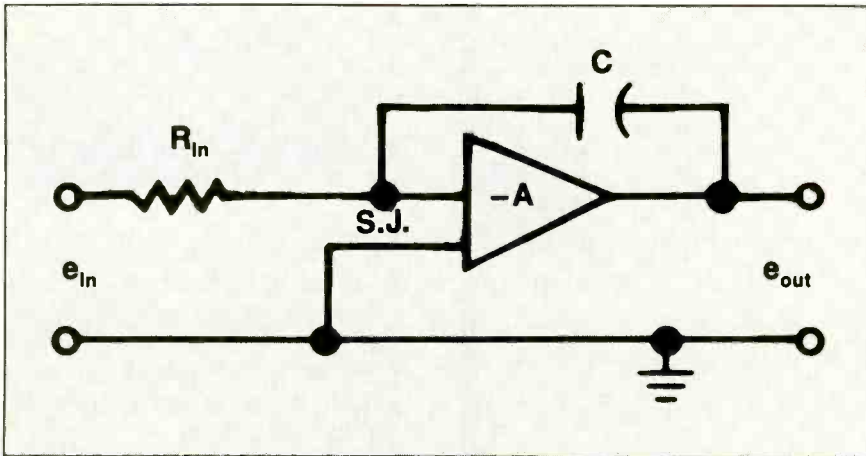 C
R_In
-A
S.J.
e_In
e_out